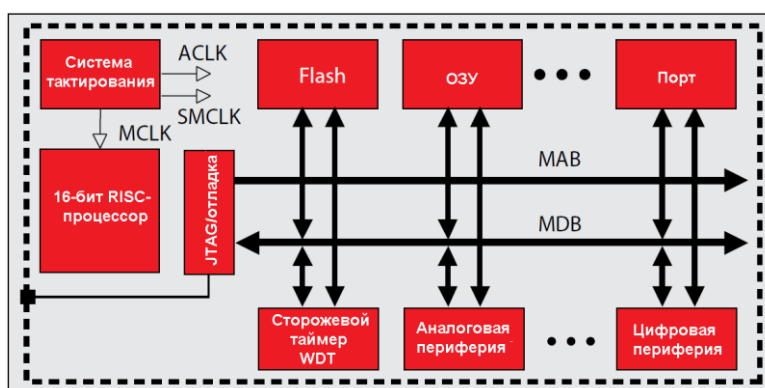 Система
тактирования
ACLK
SMCLK
MCLK
Flash
ОЗУ
Порт
16-бит RISC-
процессор
JTAG/отладка
MAB
MDB
Сторожевой
таймер
WDT
Аналоговая
периферия
Цифровая
периферия